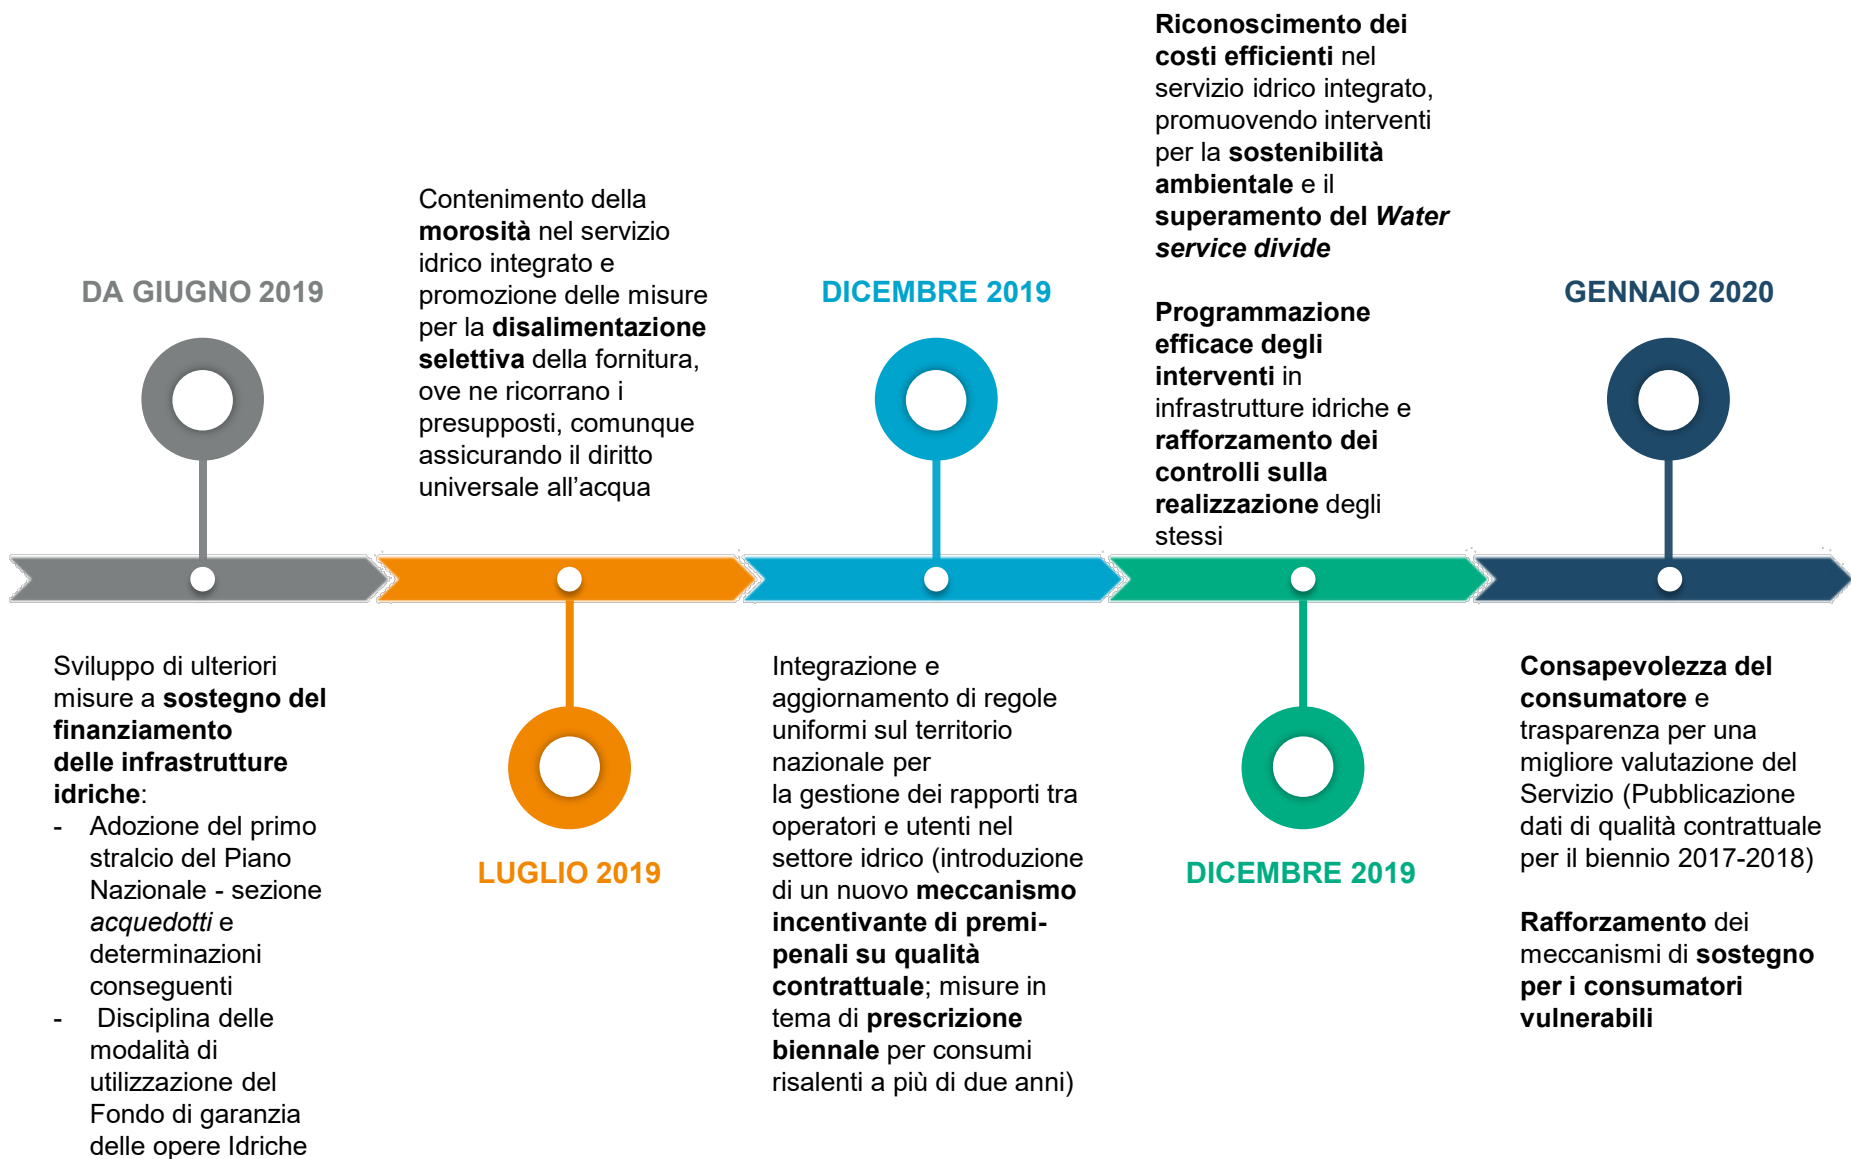 DA GIUGNO 2019
Sviluppo di ulteriori
misure a sostegno del
finanziamento
delle infrastrutture
idriche:
- Adozione del primo
stralcio del Piano
Nazionale - sezione
acquedotti e
determinazioni
conseguenti
- Disciplina delle
modalità di
utilizzazione del
Fondo di garanzia
delle opere Idriche
Contenimento della
morosità nel servizio
idrico integrato e
promozione delle misure
per la disalimentazione
selettiva della fornitura,
ove ne ricorrano i
presupposti, comunque
assicurando il diritto
universale all’acqua
LUGLIO 2019
DICEMBRE 2019
Integrazione e
aggiornamento di regole
uniformi sul territorio
nazionale per
la gestione dei rapporti tra
operatori e utenti nel
settore idrico (introduzione
di un nuovo meccanismo
incentivante di premi-
penali su qualità
contrattuale; misure in
tema di prescrizione
biennale per consumi
risalenti a più di due anni)
Riconoscimento dei
costi efficienti nel
servizio idrico integrato,
promuovendo interventi
per la sostenibilità
ambientale e il
superamento del Water
service divide
Programmazione
efficace degli
interventi in
infrastrutture idriche e
rafforzamento dei
controlli sulla
realizzazione degli
stessi
DICEMBRE 2019
GENNAIO 2020
Consapevolezza del
consumatore e
trasparenza per una
migliore valutazione del
Servizio (Pubblicazione
dati di qualità contrattuale
per il biennio 2017-2018)
Rafforzamento dei
meccanismi di sostegno
per i consumatori
vulnerabili